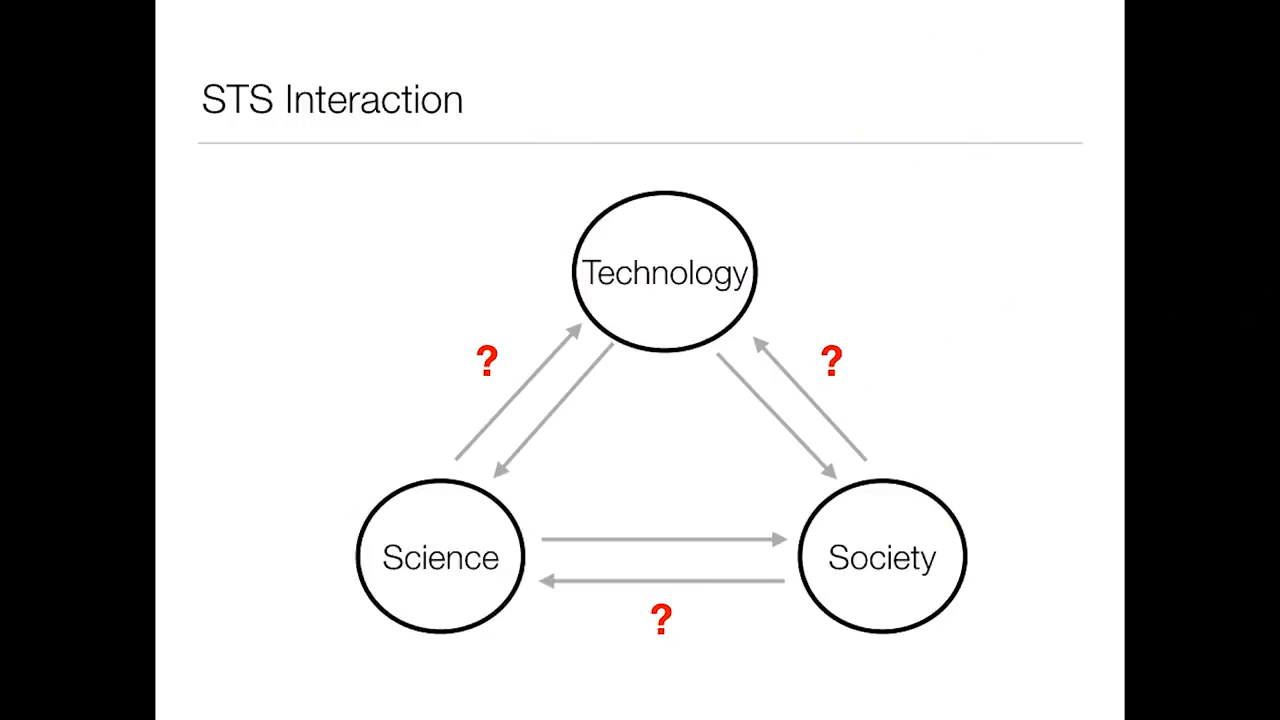 STS Interaction
Technology
?
?
Science
Society
?